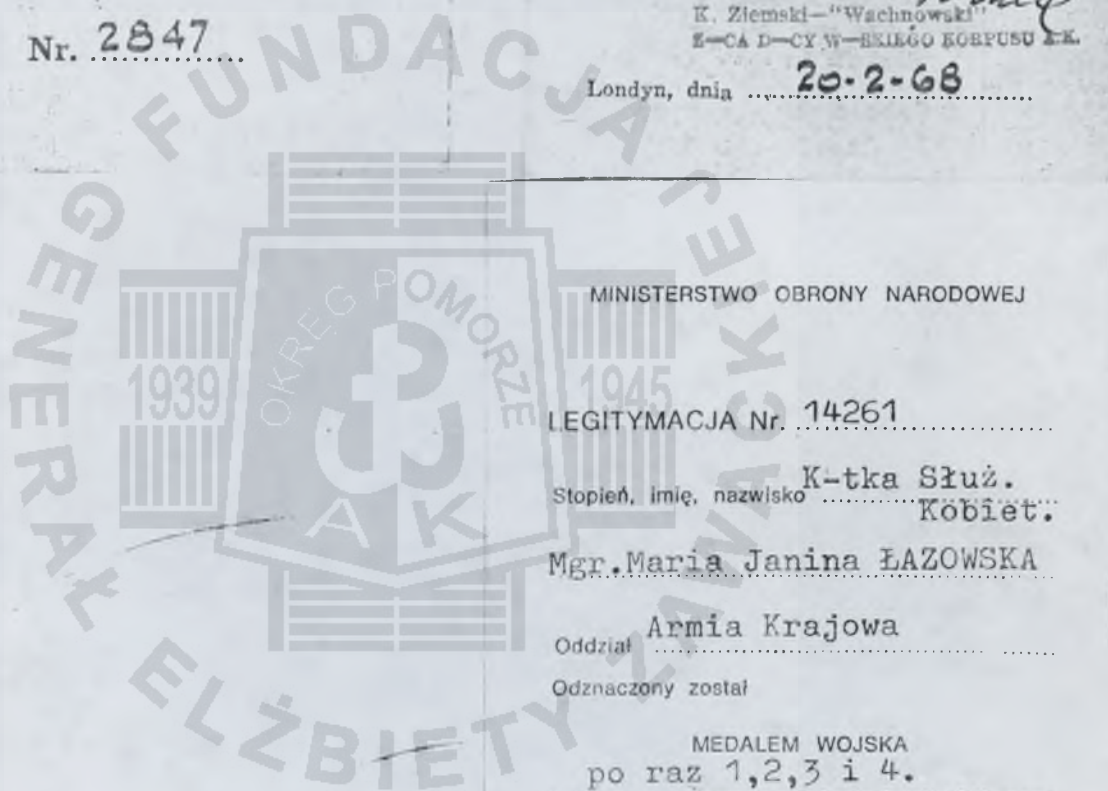 Nr. 2847
K. Ziemski—"Wachnowski"
Z—CA D—CY W—SKIEGO KORPUSU A.K.
Londyn, dnia 20-2-68
MINISTERSTWO OBRONY NARODOWEJ
LEGITYMACJA Nr. 14261
Stopień, imię, nazwisko K-tka Służ.
Kobiet.
Mgr.Maria Janina ŁAZOWSKA
Oddział Armia Krajowa
Odznaczony został
MEDALEM WOJSKA
po raz 1,2,3 i 4.
FUNDACJA GENERAŁ ELŻBIETY ZAWACKIEJ
OKRĘG POMORZE
1939
1945
AK